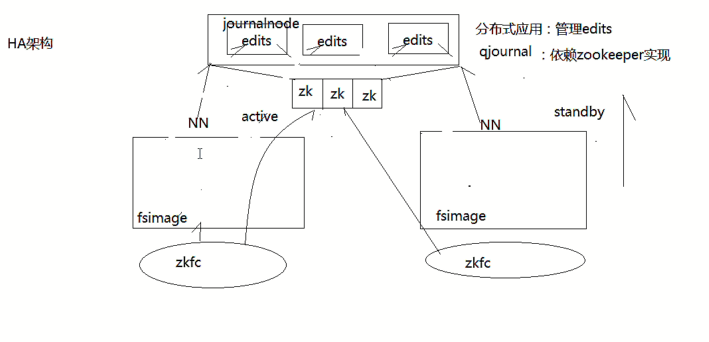 journalnode
edits edits edits
分布式应用：管理edits
qjournal ：依赖zookeeper实现
HA架构
zk zk zk
NN active
NN standby
fsimage fsimage
zkfc zkfc